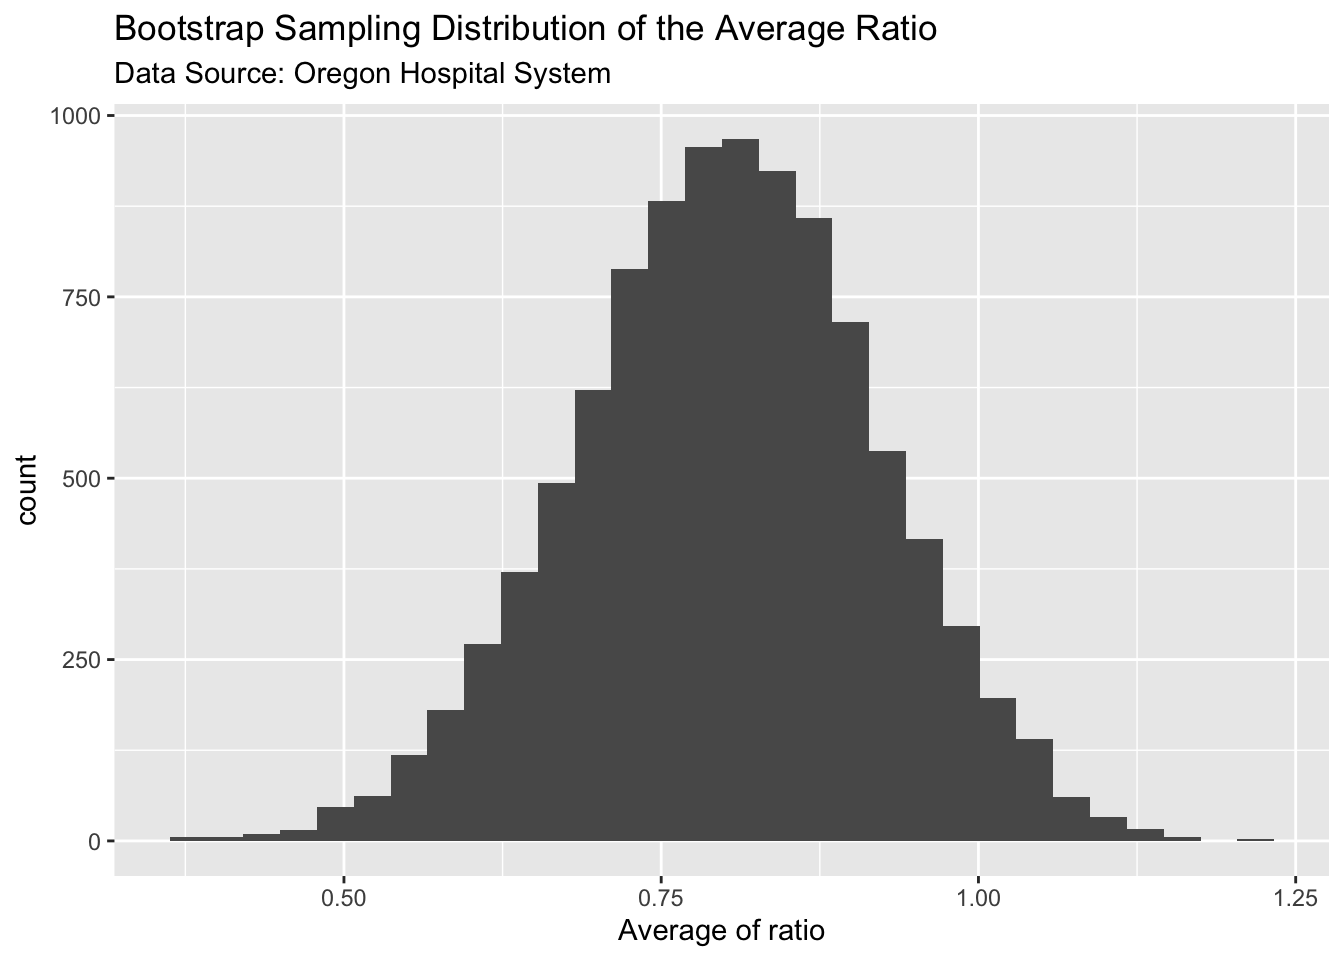 Bootstrap Sampling Distribution of the Average Ratio
Data Source: Oregon Hospital System
1000
750
500
250
0
count
0.50 0.75 1.00 1.25
Average of ratio